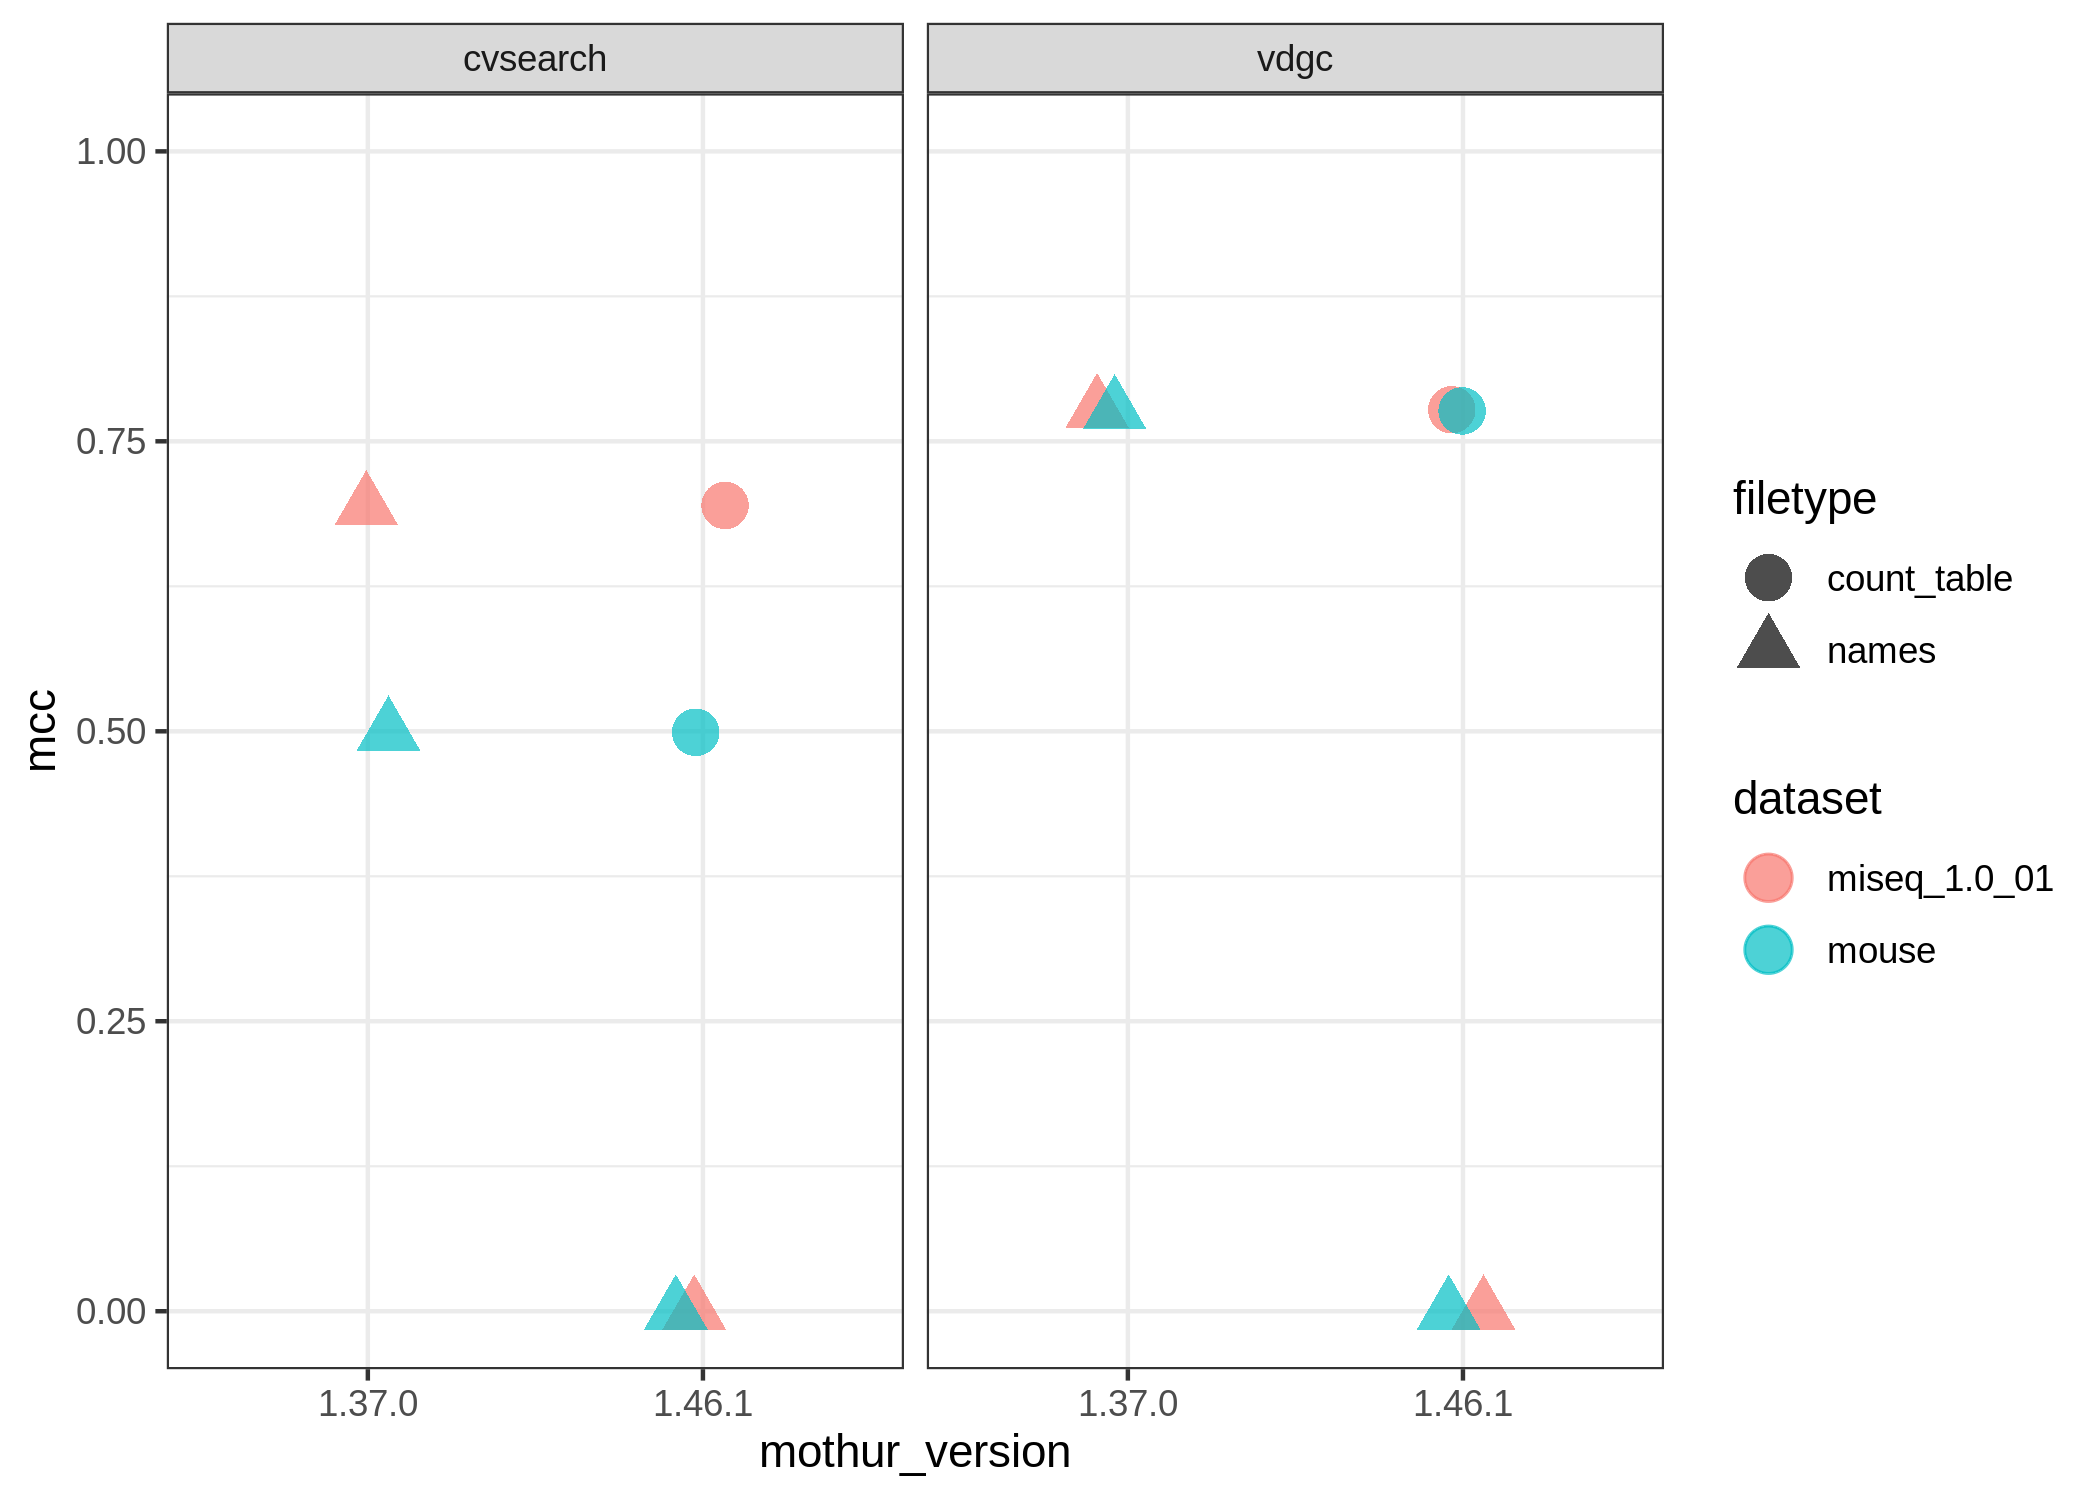 cvsearch
vdgc
1.00
0.75
0.50
0.25
0.00
mcc
1.37.0
1.46.1
1.37.0
1.46.1
mothur_version
filetype
count_table
names
dataset
miseq_1.0_01
mouse